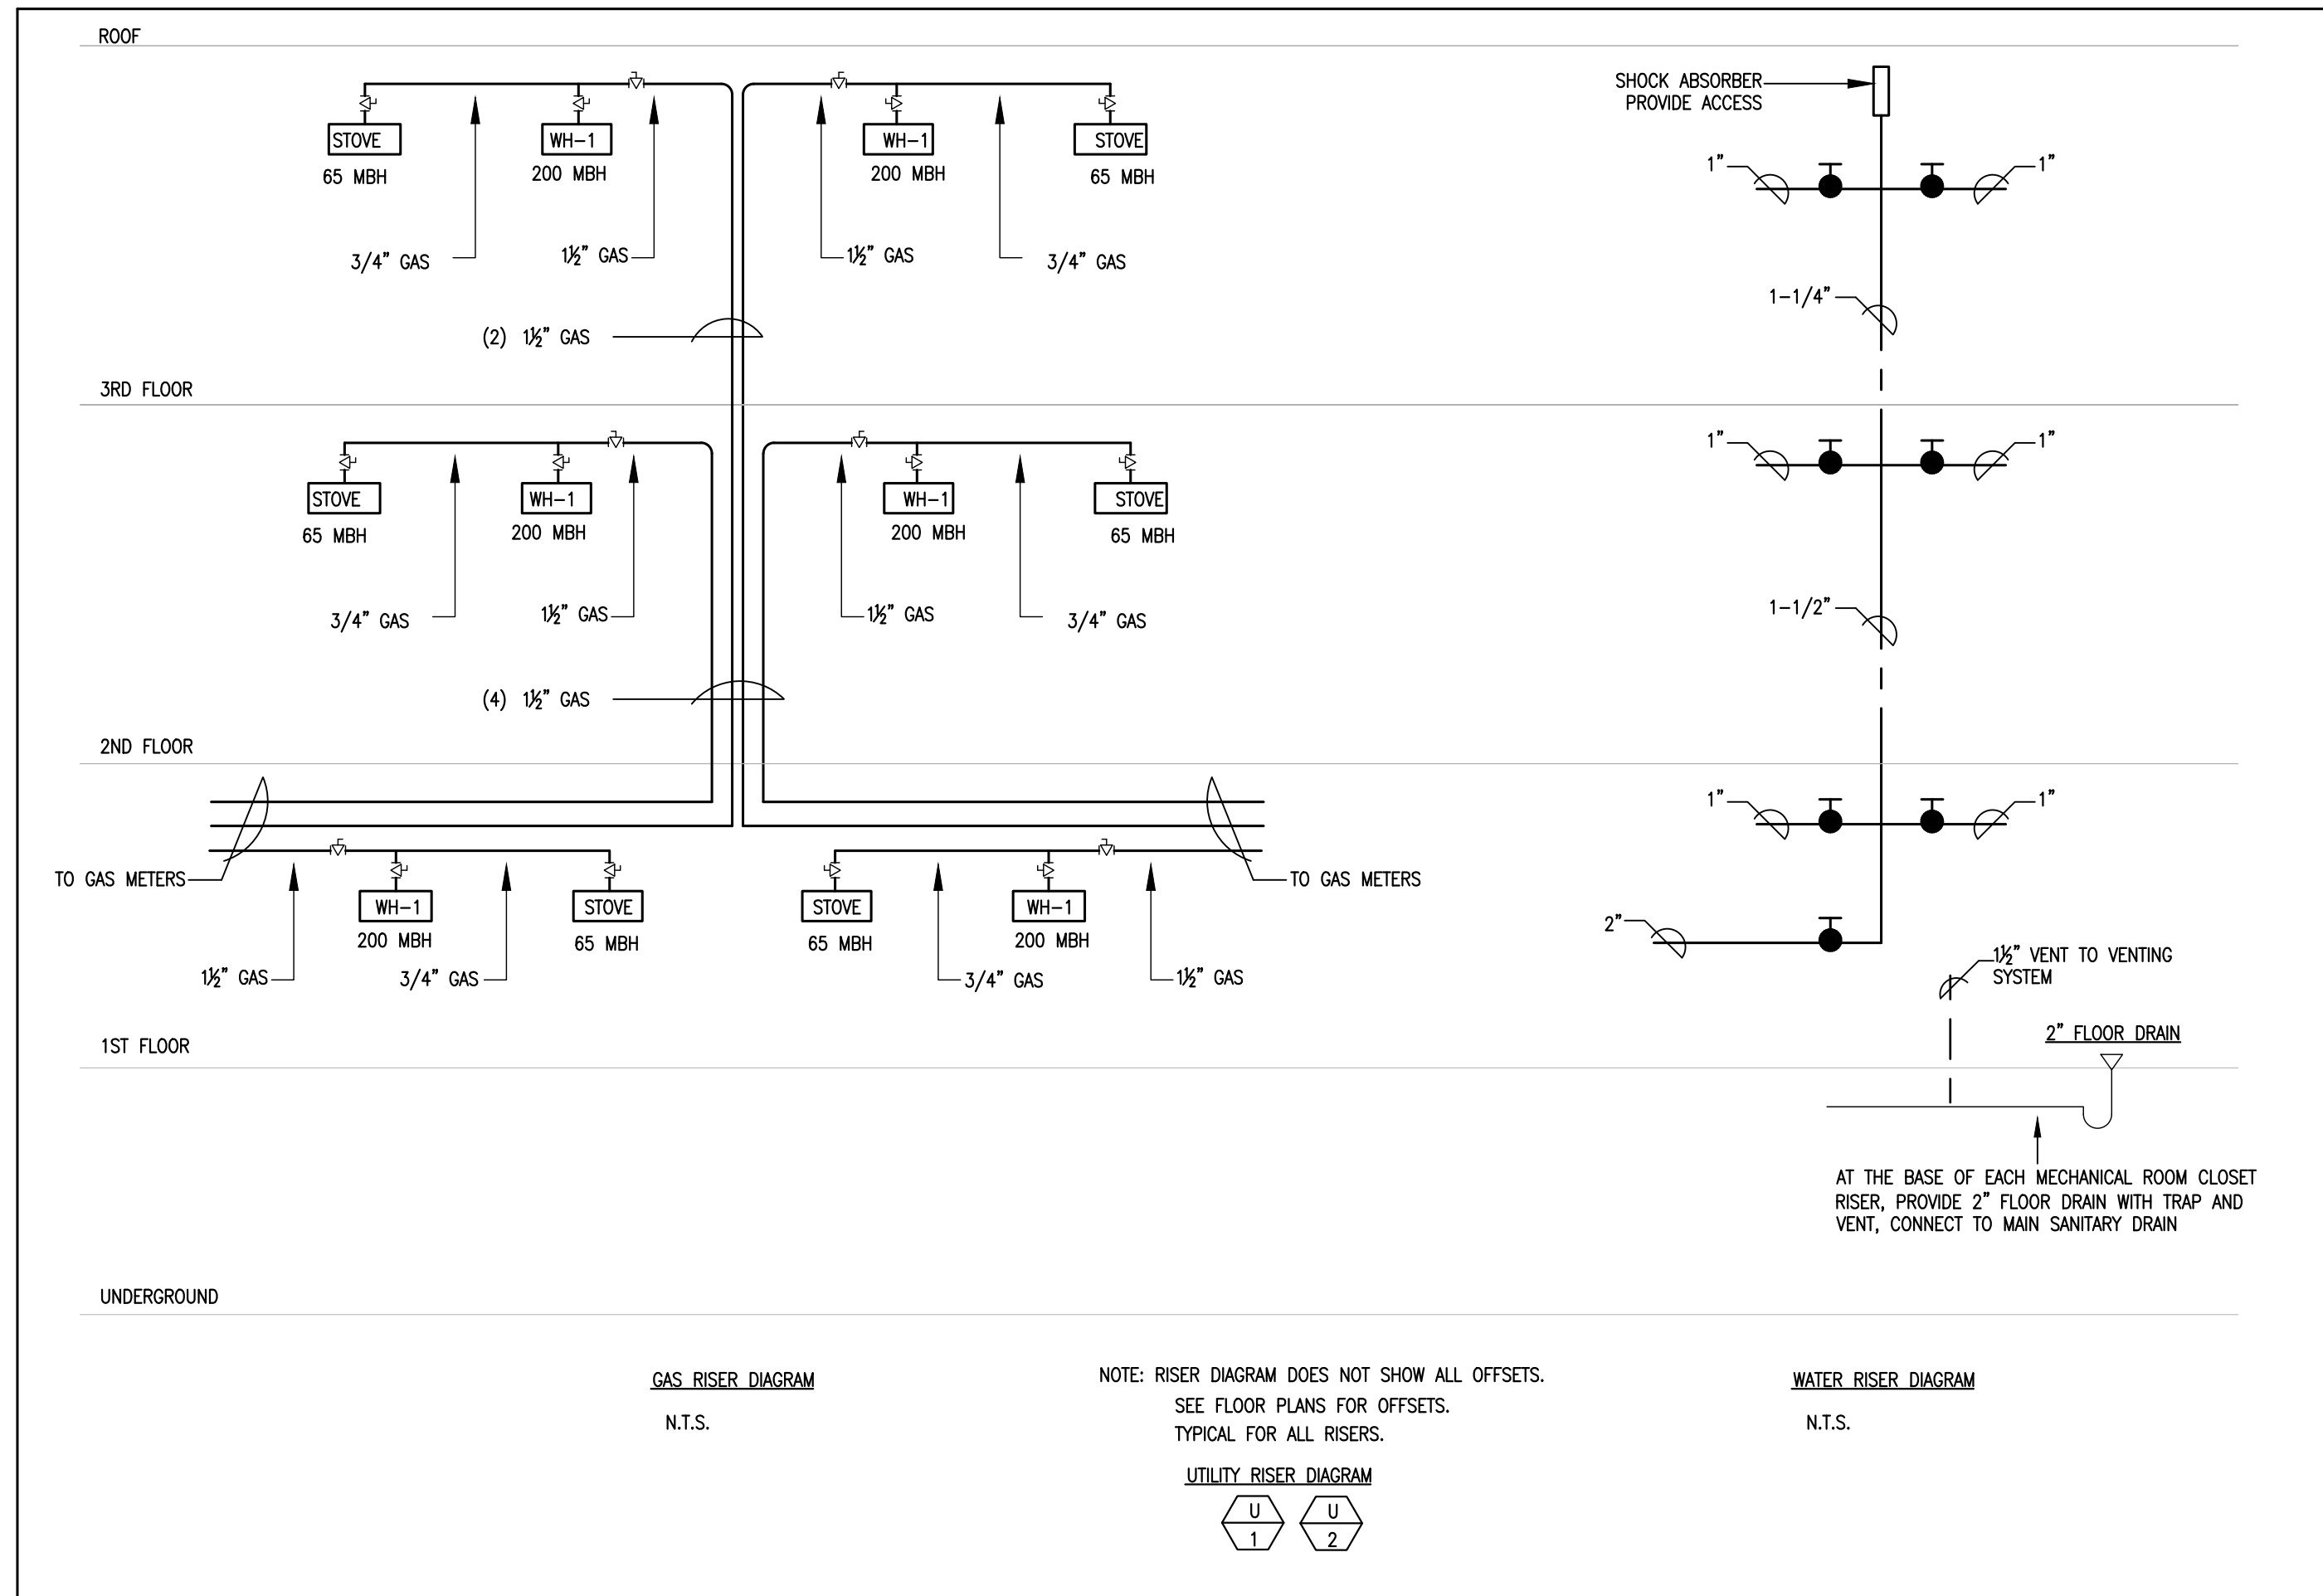 ROOF
SHOCK ABSORBER
PROVIDE ACCESS
STOVE
WH-1
WH-1
STOVE
65 MBH
200 MBH
200 MBH
65 MBH
1"
1"
3/4" GAS
1½" GAS
1½" GAS
3/4" GAS
1-1/4"
(2) 1½" GAS
3RD FLOOR
1"
1"
STOVE
WH-1
WH-1
STOVE
65 MBH
200 MBH
200 MBH
65 MBH
3/4" GAS
1½" GAS
1½" GAS
3/4" GAS
1-1/2"
(4) 1½" GAS
2ND FLOOR
1"
1"
TO GAS METERS
TO GAS METERS
WH-1
STOVE
STOVE
WH-1
200 MBH
65 MBH
65 MBH
200 MBH
2"
1½" GAS
3/4" GAS
3/4" GAS
1½" GAS
1½" VENT TO VENTING
SYSTEM
1ST FLOOR
2" FLOOR DRAIN
AT THE BASE OF EACH MECHANICAL ROOM CLOSET
RISER, PROVIDE 2" FLOOR DRAIN WITH TRAP AND
VENT, CONNECT TO MAIN SANITARY DRAIN
UNDERGROUND
GAS RISER DIAGRAM
N.T.S.
NOTE: RISER DIAGRAM DOES NOT SHOW ALL OFFSETS.
SEE FLOOR PLANS FOR OFFSETS.
TYPICAL FOR ALL RISERS.
WATER RISER DIAGRAM
N.T.S.
UTILITY RISER DIAGRAM
U
1
U
2